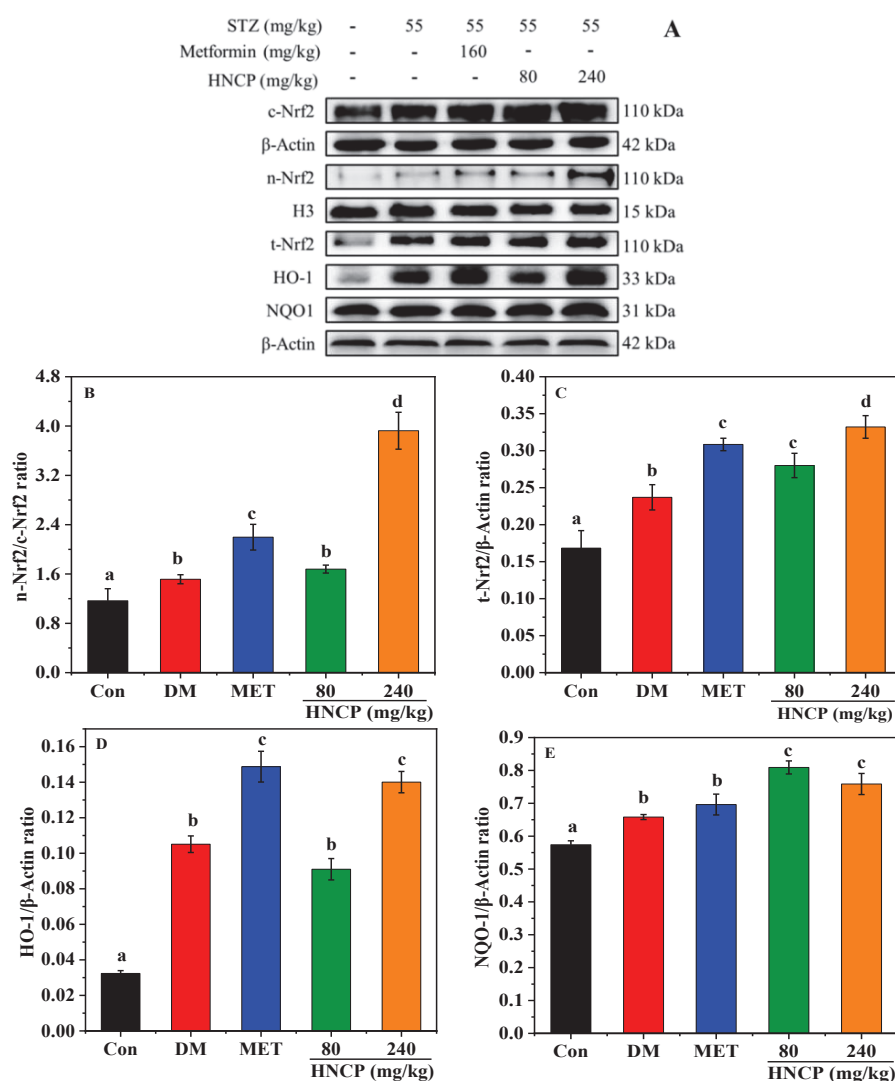 STZ (mg/kg) - 55 55 55 55 A
Metformin (mg/kg) - - 160 - -
HNCP (mg/kg) - - - 80 240
c-Nrf2 110 kDa
β-Actin 42 kDa
n-Nrf2 110 kDa
H3 15 kDa
t-Nrf2 110 kDa
HO-1 33 kDa
NQO1 31 kDa
β-Actin 42 kDa
B
n-Nrf2/c-Nrf2 ratio
4.8
4.0
3.2
2.4
1.6
0.8
0.0
a b c b d
Con DM MET 80 240
HNCP (mg/kg)
C
t-Nrf2/β-Actin ratio
0.40
0.35
0.30
0.25
0.20
0.15
0.10
0.05
0.00
a b c c d
Con DM MET 80 240
HNCP (mg/kg)
D
HO-1/β-Actin ratio
0.16
0.14
0.12
0.10
0.08
0.06
0.04
0.02
0.00
a b c b c
Con DM MET 80 240
HNCP (mg/kg)
E
NQO-1/β-Actin ratio
1.0
0.9
0.8
0.7
0.6
0.5
0.4
0.3
0.2
0.1
0.0
a b b c c
Con DM MET 80 240
HNCP (mg/kg)